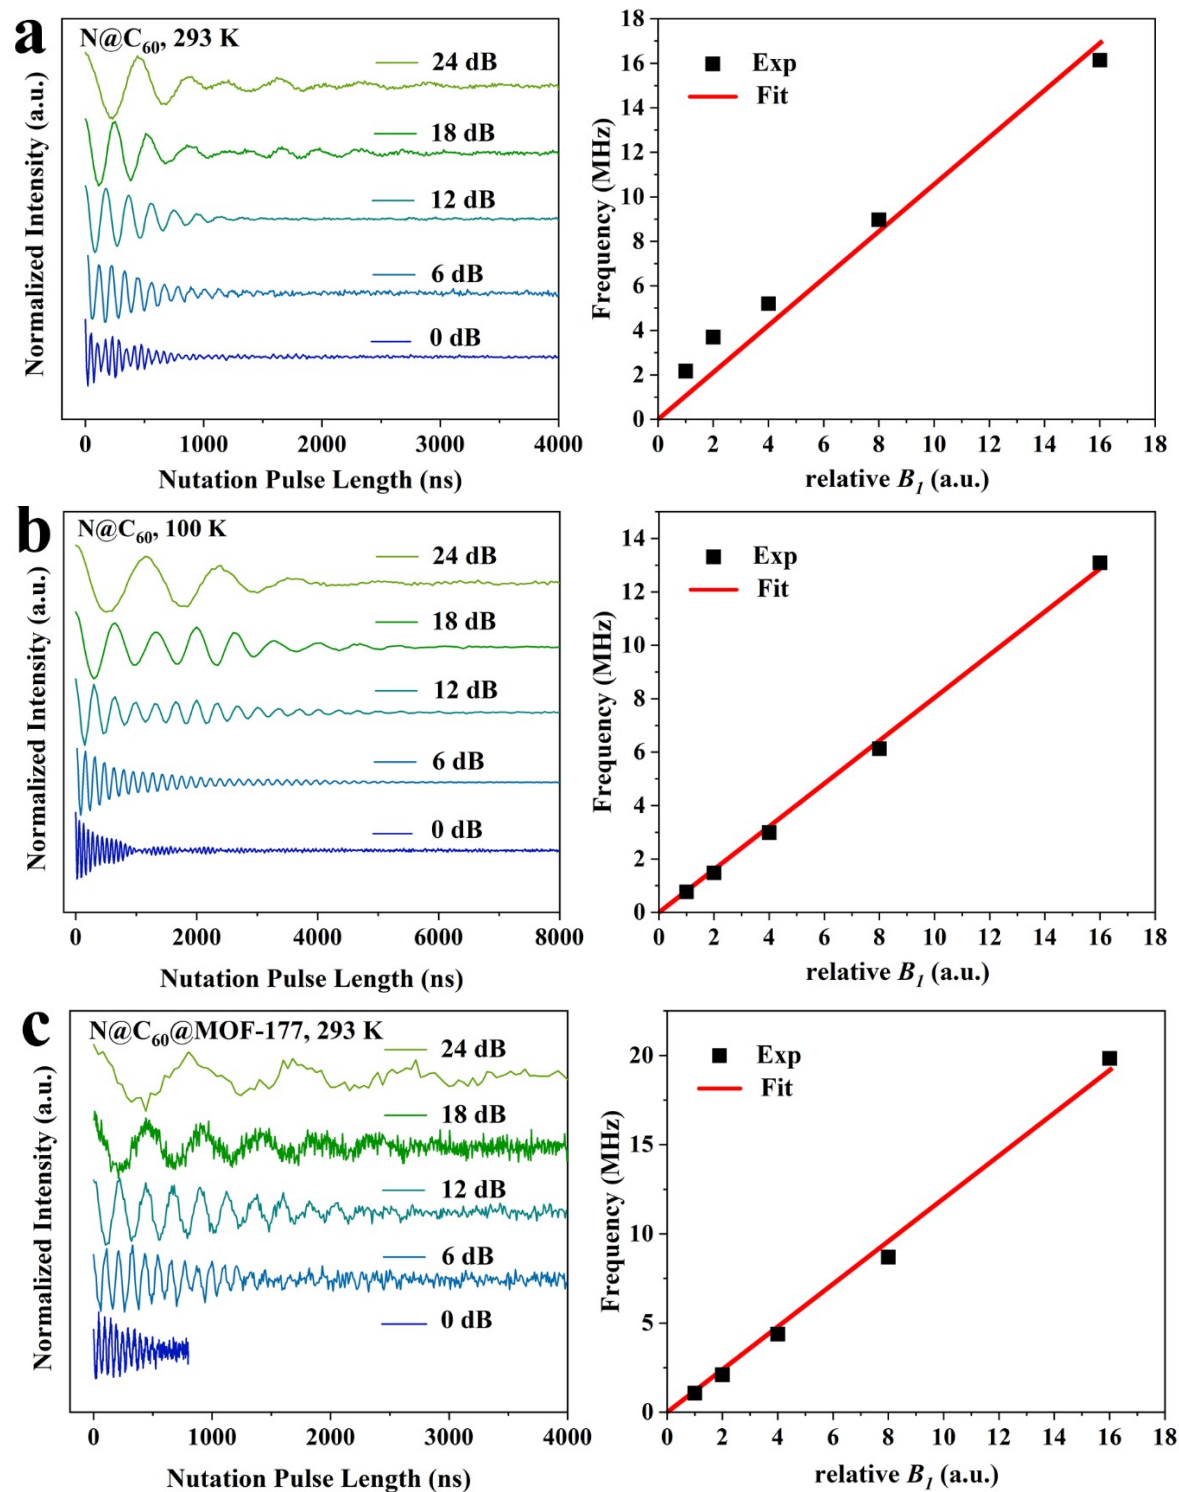 a
N@C₆₀, 293 K
24 dB
18 dB
12 dB
6 dB
0 dB
Normalized Intensity (a.u.)
0 1000 2000 3000 4000
Nutation Pulse Length (ns)
Exp
Fit
Frequency (MHz)
18
16
14
12
10
8
6
4
2
0
0 2 4 6 8 10 12 14 16 18
relative B₁ (a.u.)
b
N@C₆₀, 100 K
24 dB
18 dB
12 dB
6 dB
0 dB
Normalized Intensity (a.u.)
0 2000 4000 6000 8000
Nutation Pulse Length (ns)
Exp
Fit
Frequency (MHz)
14
12
10
8
6
4
2
0
0 2 4 6 8 10 12 14 16 18
relative B₁ (a.u.)
c
N@C₆₀@MOF-177, 293 K
24 dB
18 dB
12 dB
6 dB
0 dB
Normalized Intensity (a.u.)
0 1000 2000 3000 4000
Nutation Pulse Length (ns)
Exp
Fit
Frequency (MHz)
20
15
10
5
0
0 2 4 6 8 10 12 14 16 18
relative B₁ (a.u.)